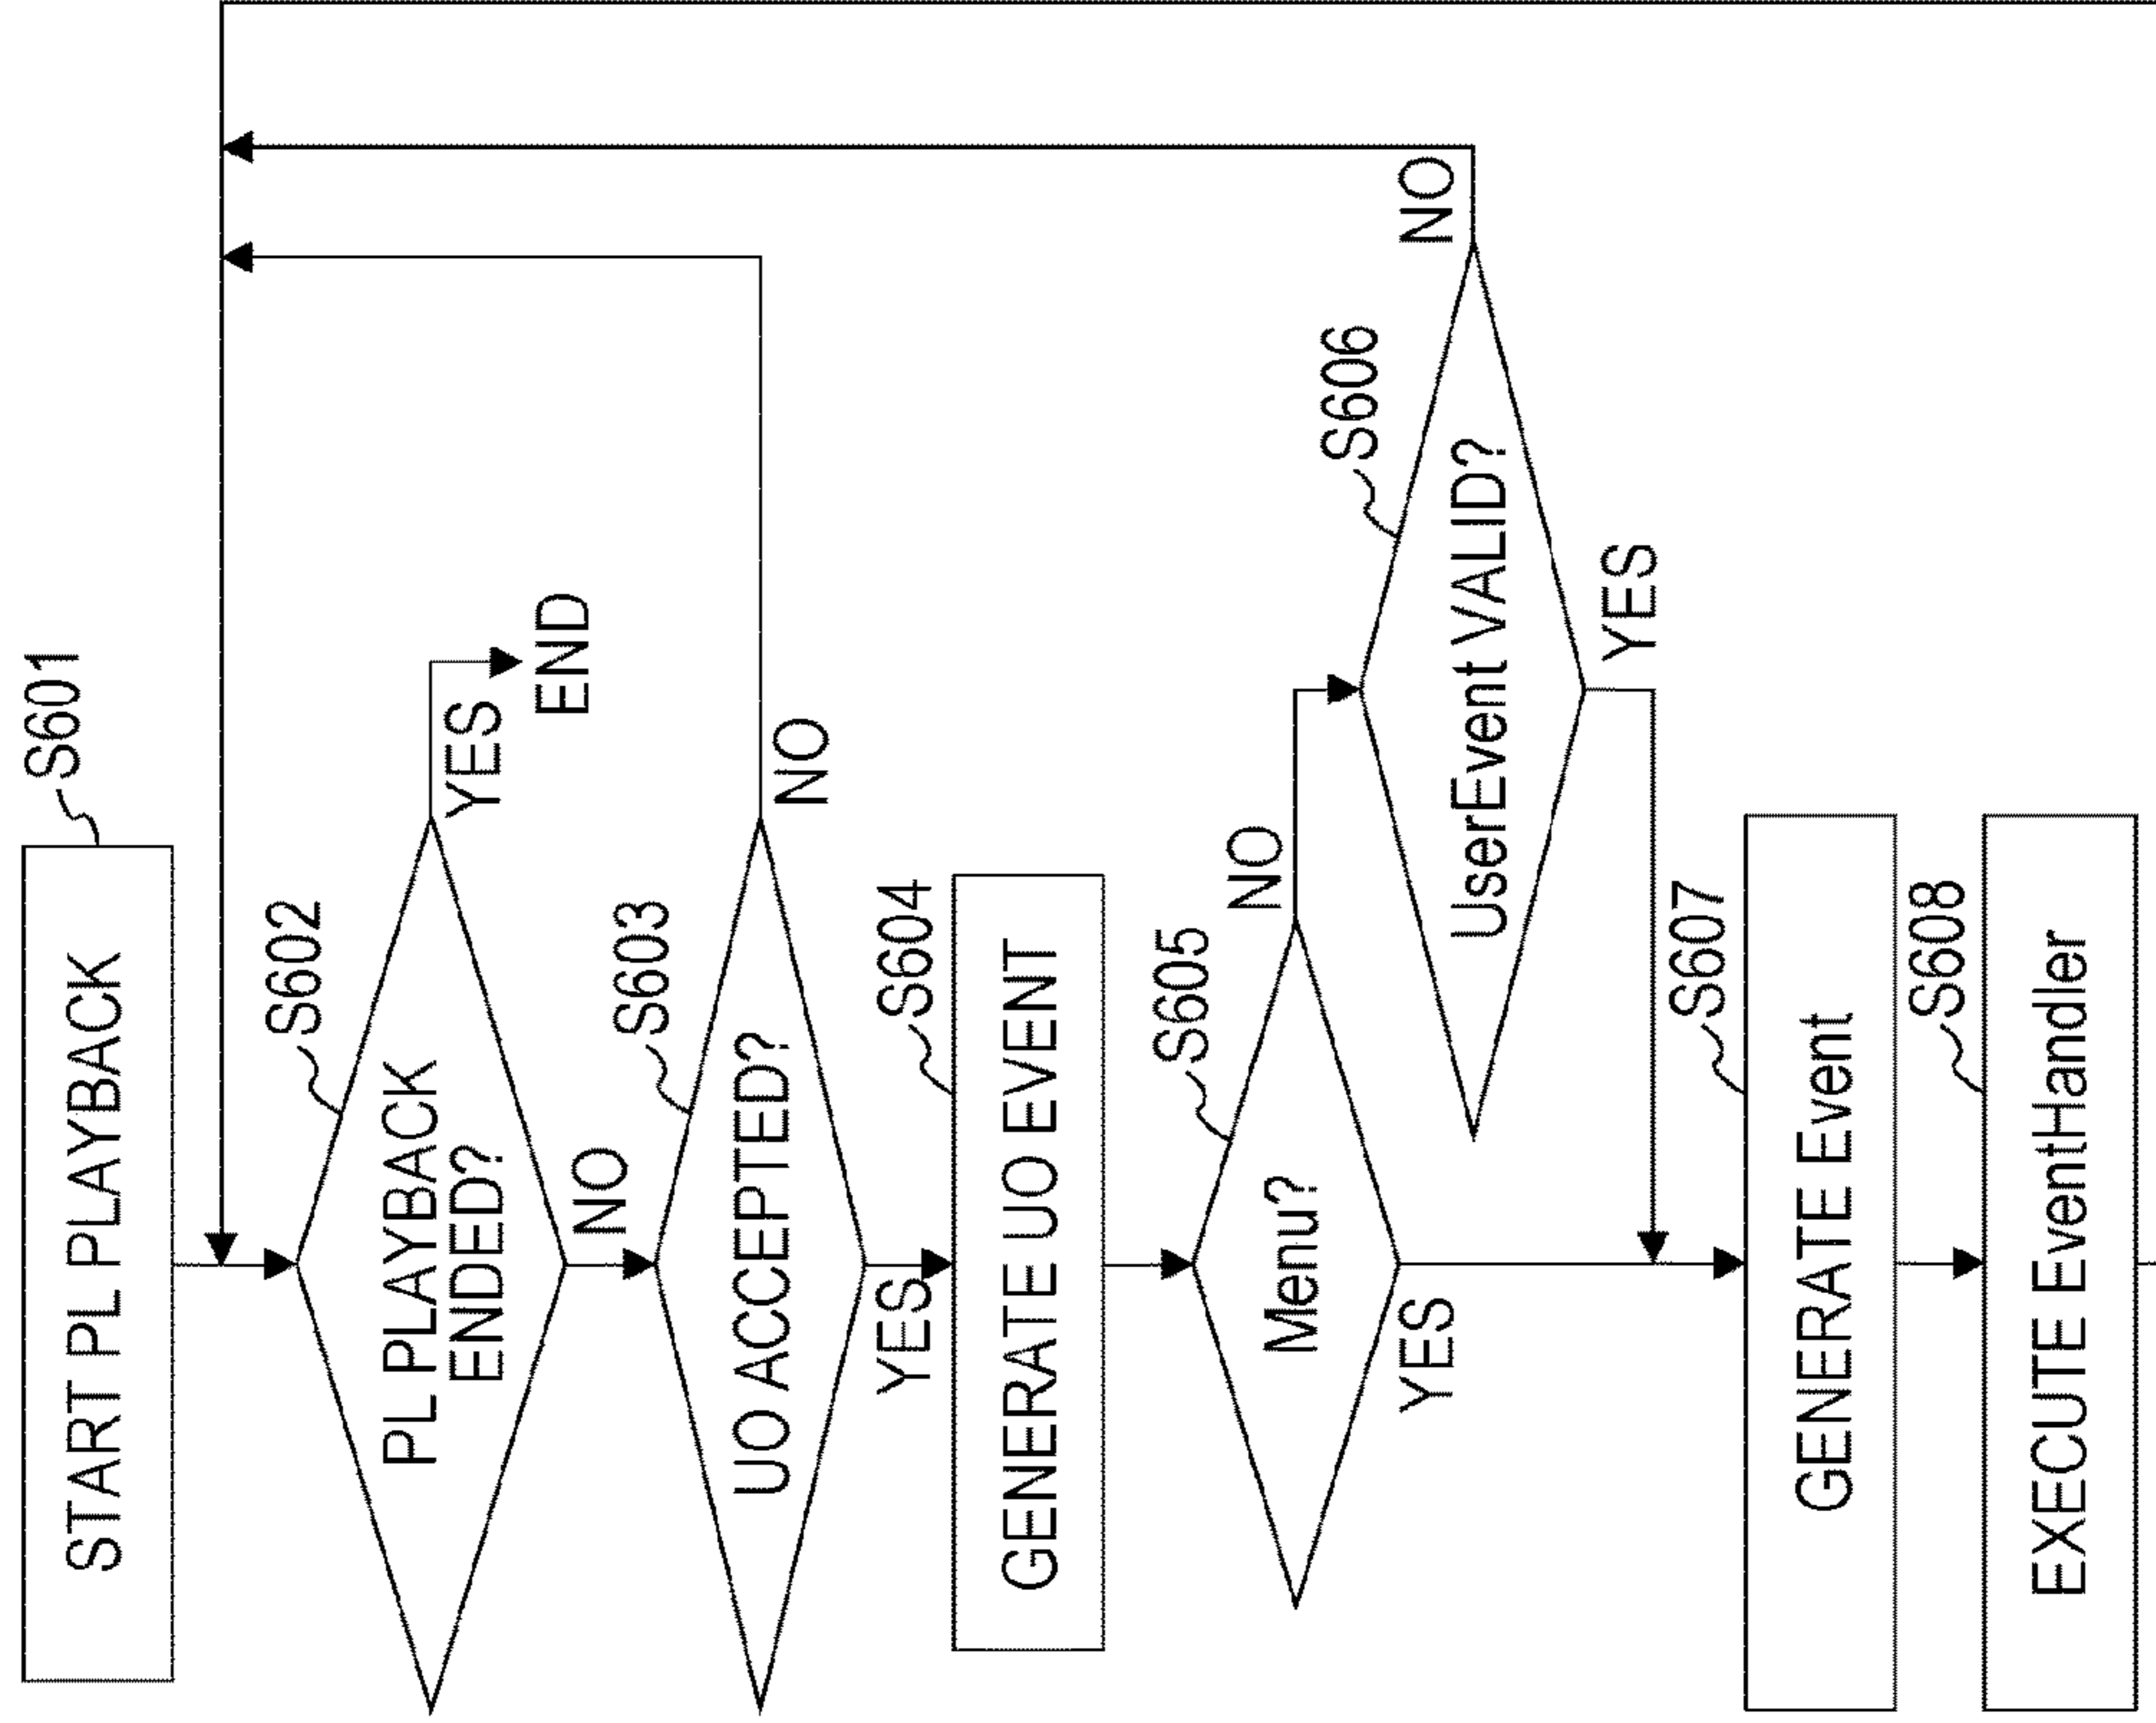 START PL PLAYBACK
S601
PL PLAYBACK
ENDED?
S602
YES
END
NO
UO ACCEPTED?
S603
NO
YES
GENERATE UO EVENT
S604
Menu?
S605
NO
YES
UserEvent VALID?
S606
NO
YES
GENERATE Event
S607
EXECUTE EventHandler
S608